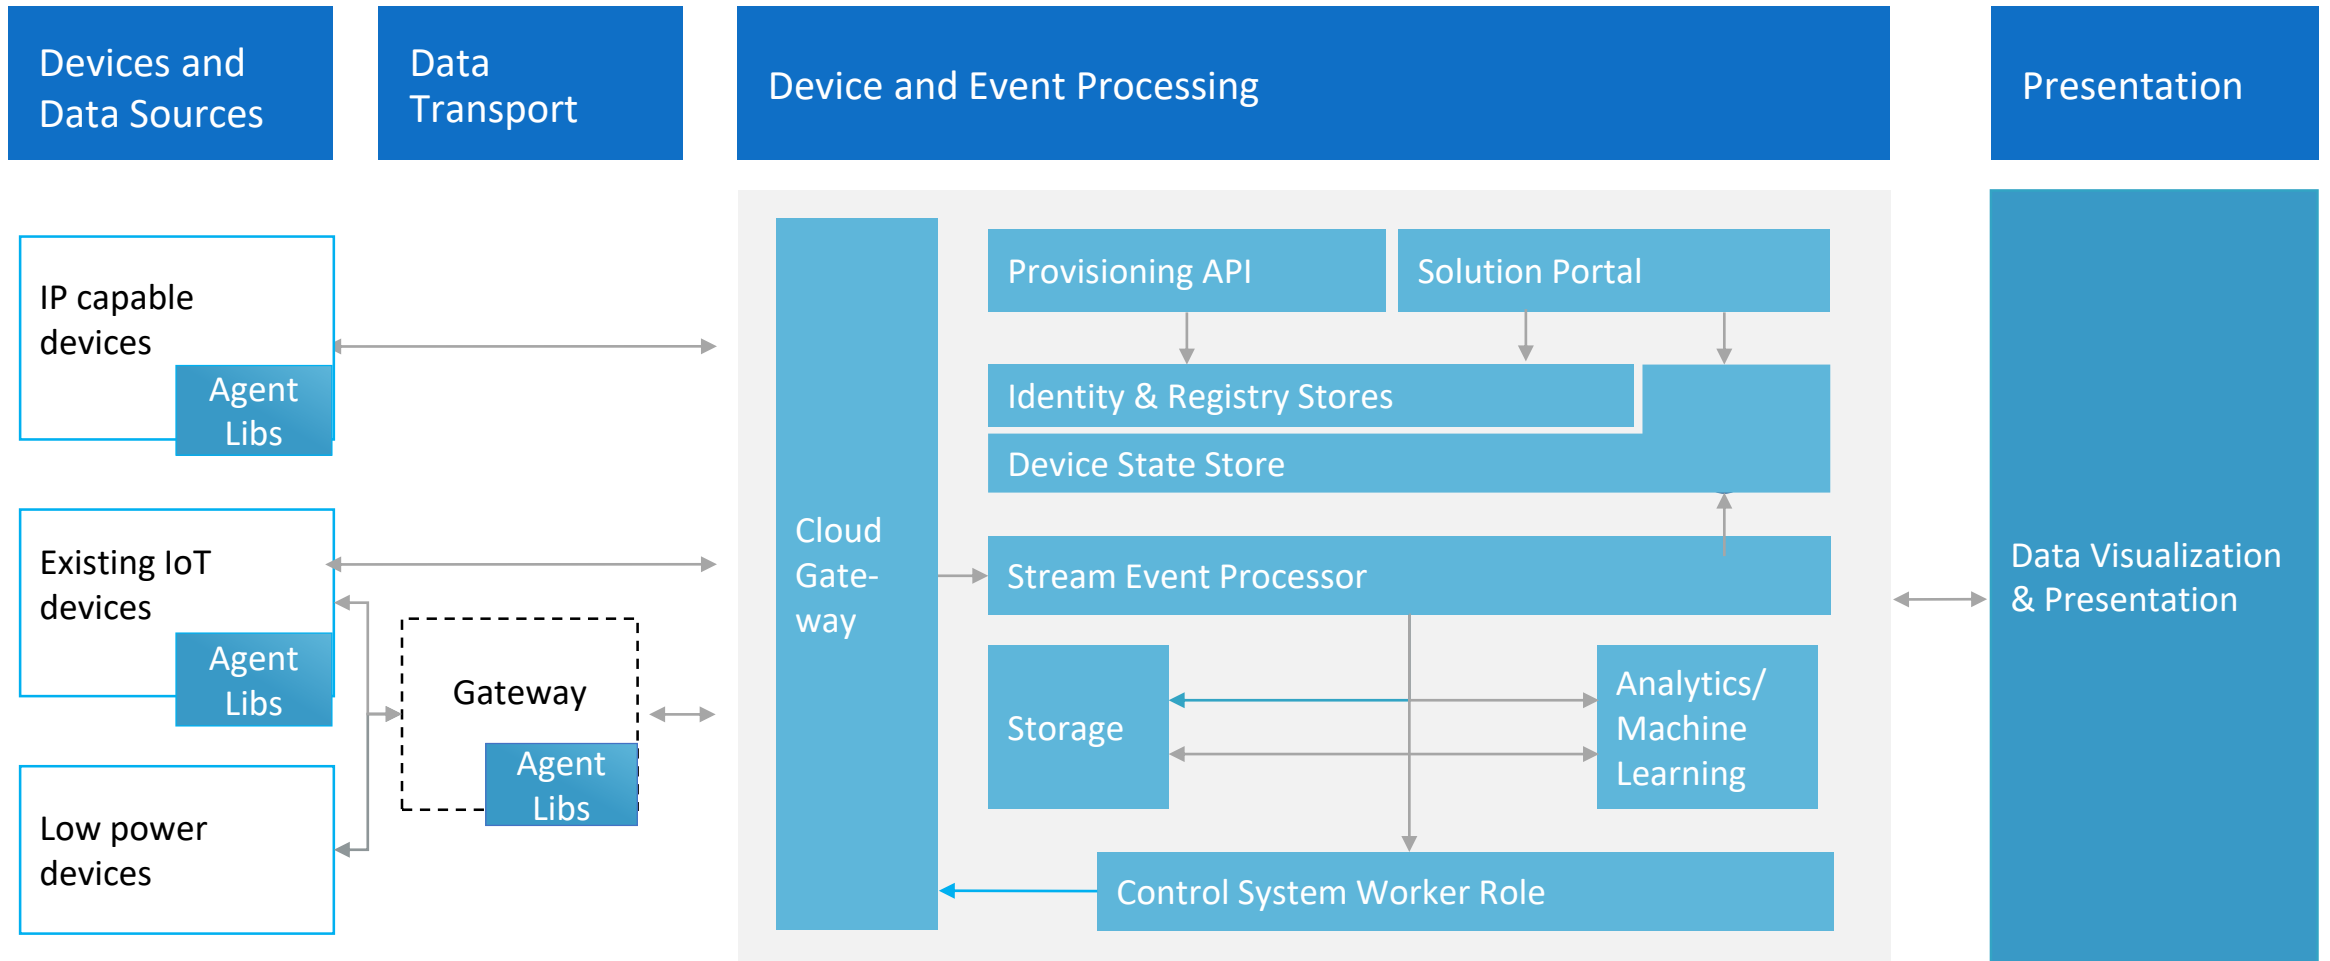 Devices and
Data Sources
Data
Transport
Device and Event Processing
Presentation
IP capable
devices
Agent
Libs
Existing IoT
devices
Agent
Libs
Low power
devices
Gateway
Agent
Libs
Cloud
Gate-
way
Provisioning API
Solution Portal
Identity & Registry Stores
Device State Store
Stream Event Processor
Storage
Analytics/
Machine
Learning
Control System Worker Role
Data Visualization
& Presentation